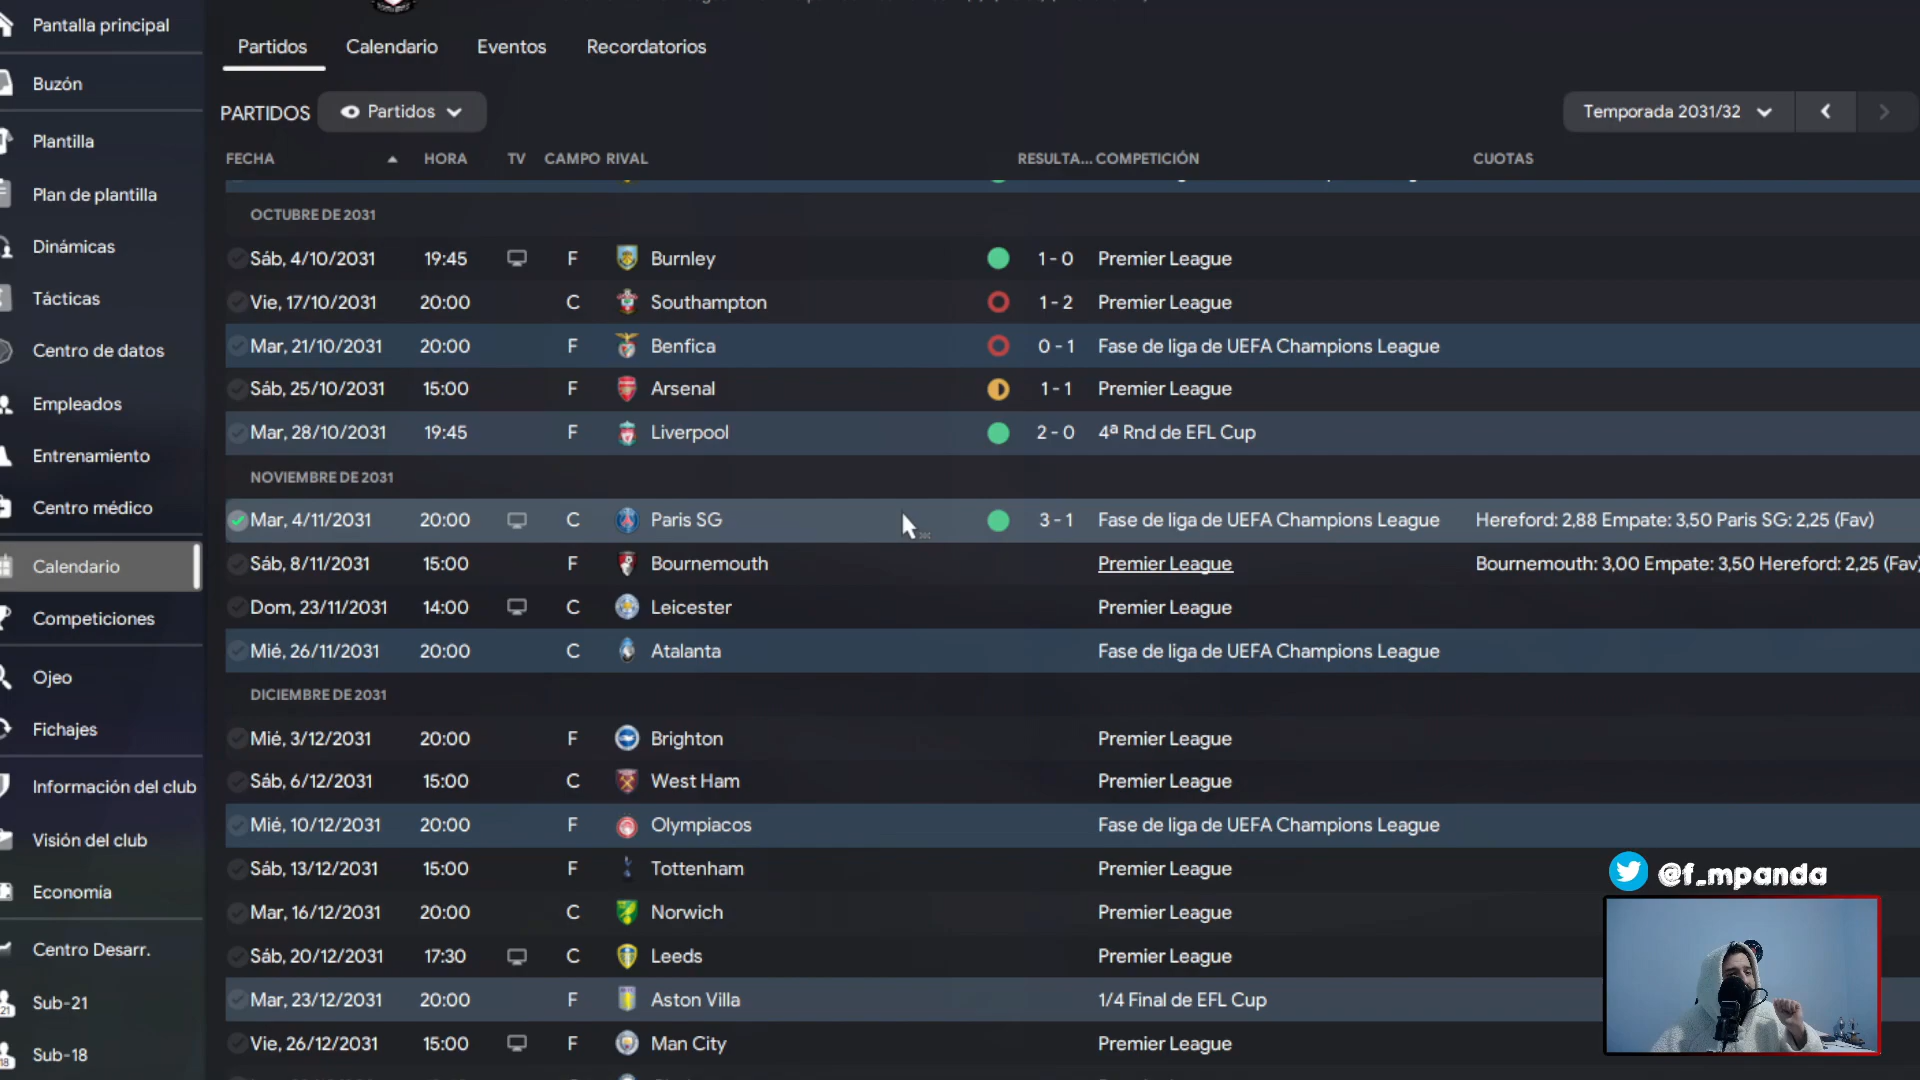 Pantalla principal
Buzón
Plantilla
Plan de plantilla
Dinámicas
Tácticas
Centro de datos
Empleados
Entrenamiento
Centro médico
Calendario
Competiciones
Ojeo
Fichajes
Información del club
Visión del club
Economía
Centro Desarr.
Sub-21
Sub-18
Partidos Calendario Eventos Recordatorios
PARTIDOS Partidos Temporada 2031/32
FECHA HORA TV CAMPO RIVAL RESULTA... COMPETICIÓN CUOTAS
OCTUBRE DE 2031
Sáb, 4/10/2031 19:45 F Burnley 1 - 0 Premier League
Vie, 17/10/2031 20:00 C Southampton 1 - 2 Premier League
Mar, 21/10/2031 20:00 F Benfica 0 - 1 Fase de liga de UEFA Champions League
Sáb, 25/10/2031 15:00 F Arsenal 1 - 1 Premier League
Mar, 28/10/2031 19:45 F Liverpool 2 - 0 4ª Rnd de EFL Cup
NOVIEMBRE DE 2031
Mar, 4/11/2031 20:00 C Paris SG 3 - 1 Fase de liga de UEFA Champions League Hereford: 2,88 Empate: 3,50 Paris SG: 2,25 (Fav)
Sáb, 8/11/2031 15:00 F Bournemouth Premier League Bournemouth: 3,00 Empate: 3,50 Hereford: 2,25 (Fav)
Dom, 23/11/2031 14:00 C Leicester Premier League
Mié, 26/11/2031 20:00 C Atalanta Fase de liga de UEFA Champions League
DICIEMBRE DE 2031
Mié, 3/12/2031 20:00 F Brighton Premier League
Sáb, 6/12/2031 15:00 C West Ham Premier League
Mié, 10/12/2031 20:00 F Olympiacos Fase de liga de UEFA Champions League
Sáb, 13/12/2031 15:00 F Tottenham Premier League
Mar, 16/12/2031 20:00 C Norwich Premier League
Sáb, 20/12/2031 17:30 C Leeds Premier League
Mar, 23/12/2031 20:00 F Aston Villa 1/4 Final de EFL Cup
Vie, 26/12/2031 15:00 F Man City Premier League
@f_mpanda